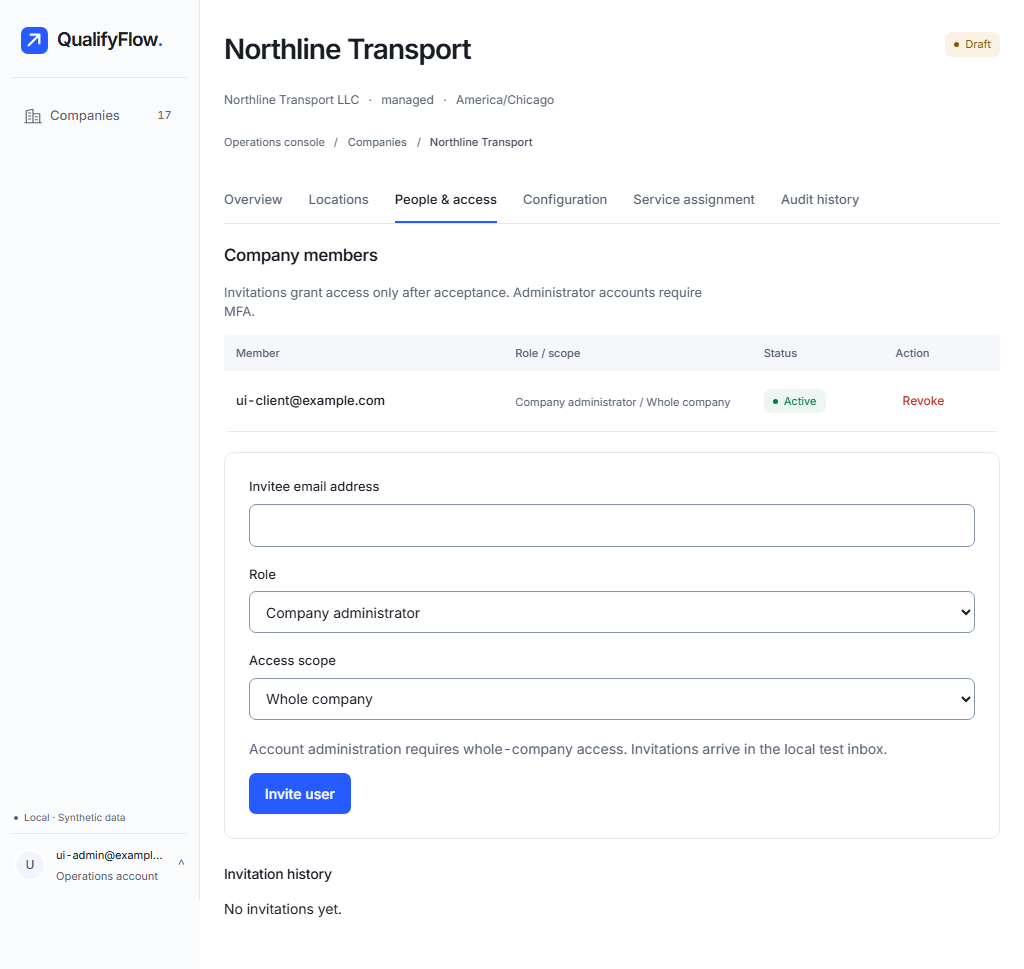 QualifyFlow.
Companies 17
Northline Transport
Draft
Northline Transport LLC · managed · America/Chicago
Operations console / Companies / Northline Transport
Overview Locations People & access Configuration Service assignment Audit history
Company members
Invitations grant access only after acceptance. Administrator accounts require
MFA.
Member Role / scope Status Action
ui-client@example.com Company administrator / Whole company Active Revoke
Invitee email address
Role
Company administrator
Access scope
Whole company
Account administration requires whole-company access. Invitations arrive in the local test inbox.
Invite user
Invitation history
No invitations yet.
Local · Synthetic data
U
ui-admin@exampl...
Operations account